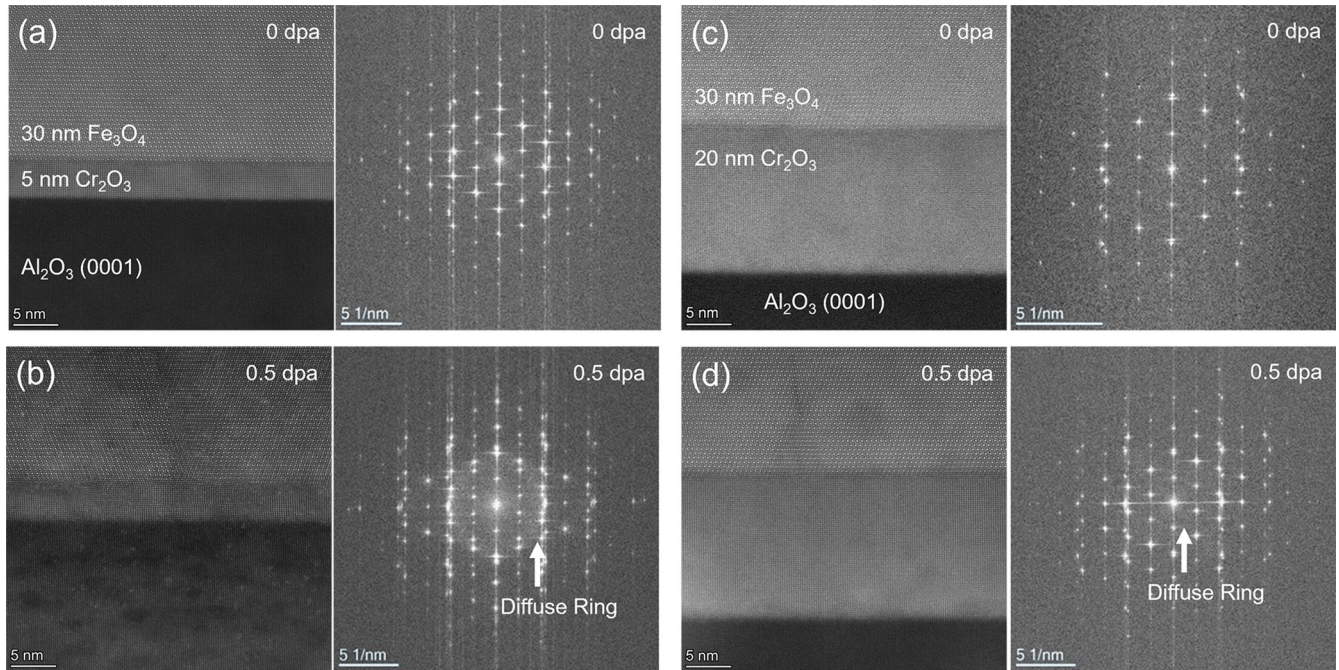 (a)
0 dpa
30 nm Fe₃O₄
5 nm Cr₂O₃
Al₂O₃ (0001)
5 nm
0 dpa
5 1/nm
(c)
0 dpa
30 nm Fe₃O₄
20 nm Cr₂O₃
Al₂O₃ (0001)
5 nm
0 dpa
5 1/nm
(b)
0.5 dpa
5 nm
0.5 dpa
Diffuse Ring
5 1/nm
(d)
0.5 dpa
5 nm
0.5 dpa
Diffuse Ring
5 1/nm